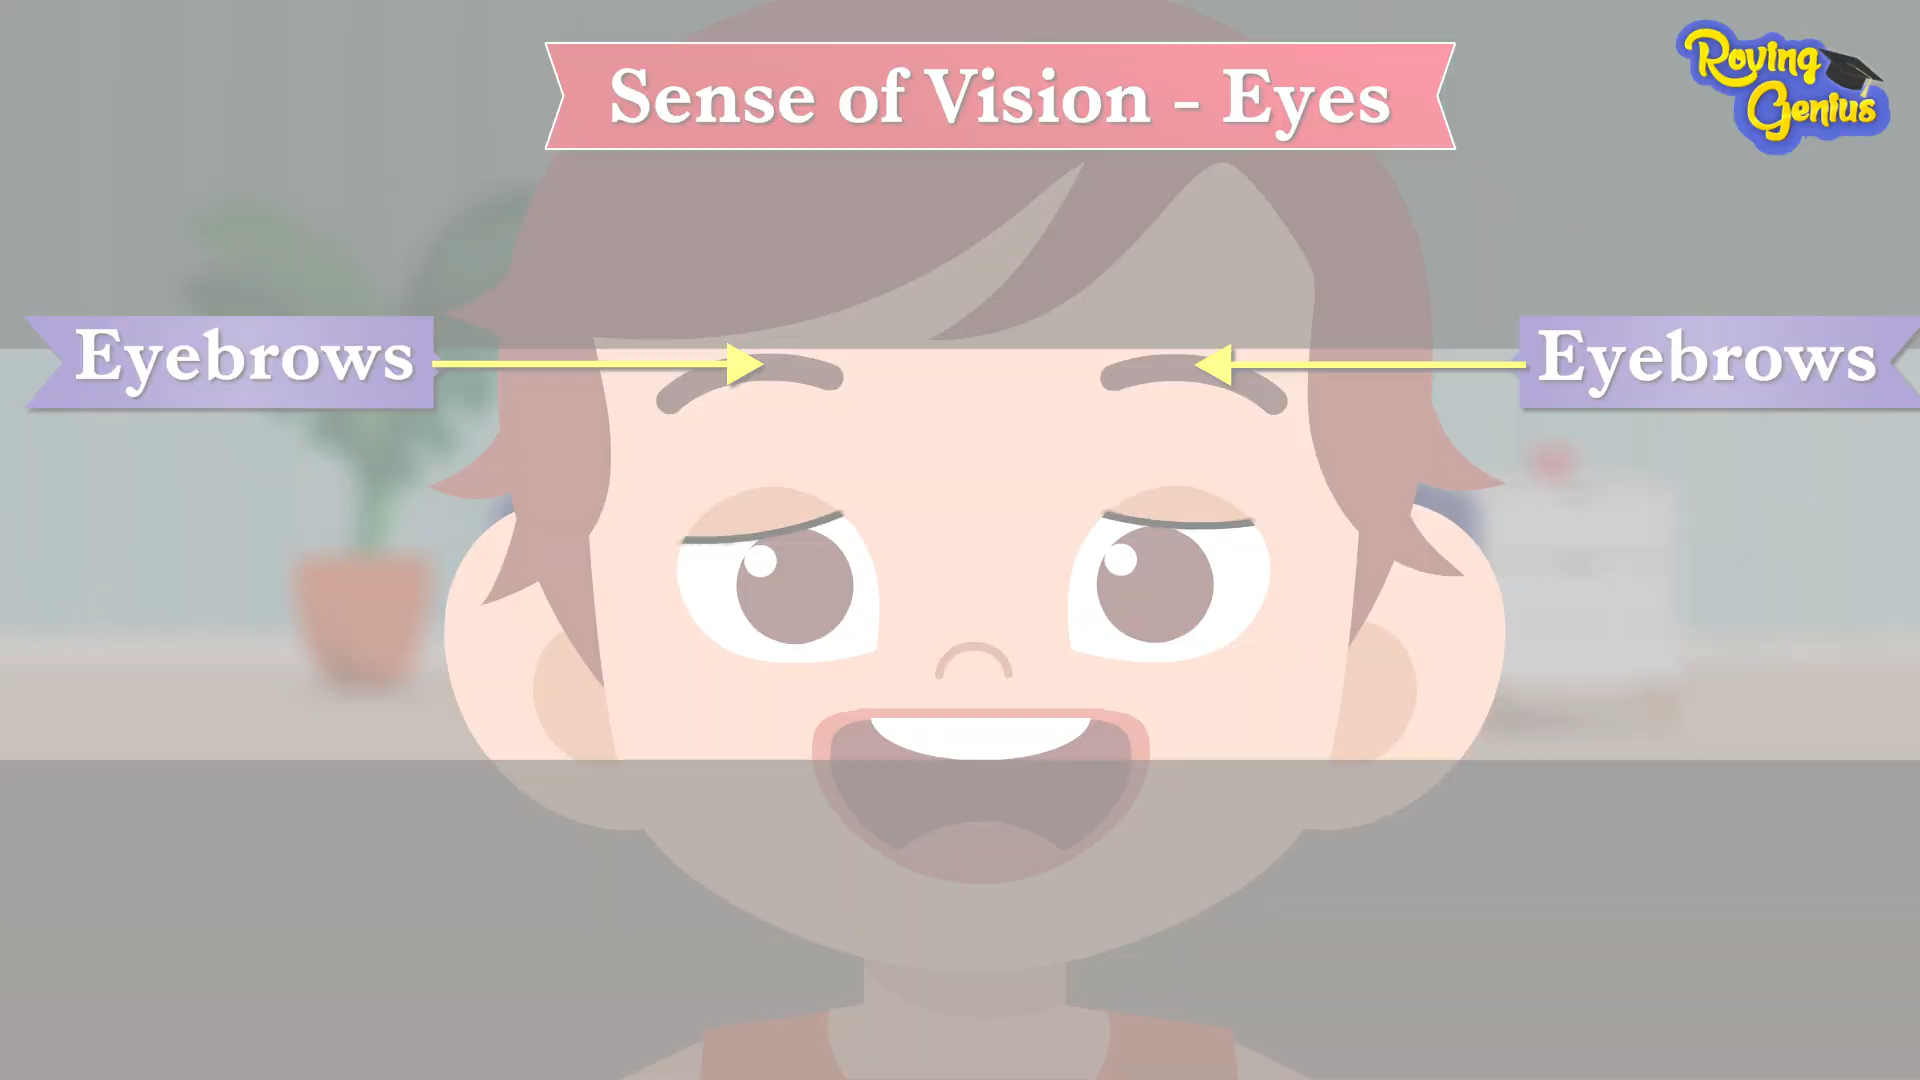 Sense of Vision - Eyes
Roving
Genius
Eyebrows
Eyebrows